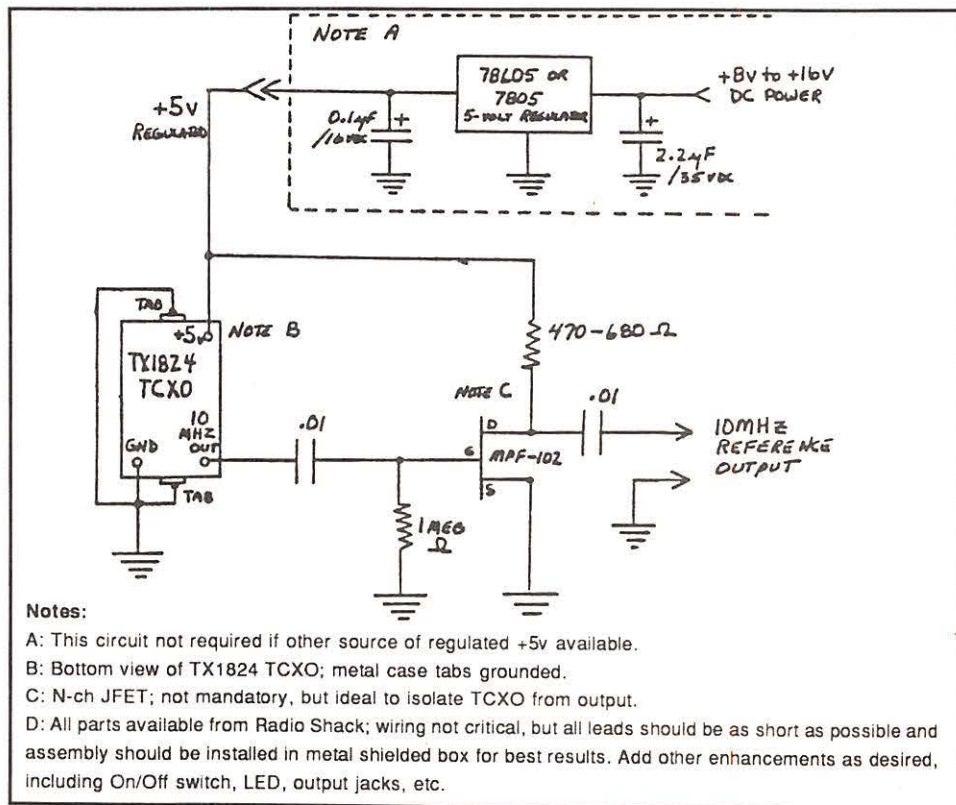 NOTE A
78L05 OR
7805
5-VOLT REGULATOR
+8V to +16V
DC POWER
+5V
REGULATED
0.1µF
/16VDC
+
+
2.2µF
/35VDC
TAB
+5V
NOTE B
TX1824
TCXO
10
MHZ
OUT
GND
TAB
.01
1 MEG
Ω
470-680 Ω
NOTE C
D
G
MPF-102
S
.01
10MHZ
REFERENCE
OUTPUT
Notes:
A: This circuit not required if other source of regulated +5v available.
B: Bottom view of TX1824 TCXO; metal case tabs grounded.
C: N-ch JFET; not mandatory, but ideal to isolate TCXO from output.
D: All parts available from Radio Shack; wiring not critical, but all leads should be as short as possible and
assembly should be installed in metal shielded box for best results. Add other enhancements as desired,
including On/Off switch, LED, output jacks, etc.